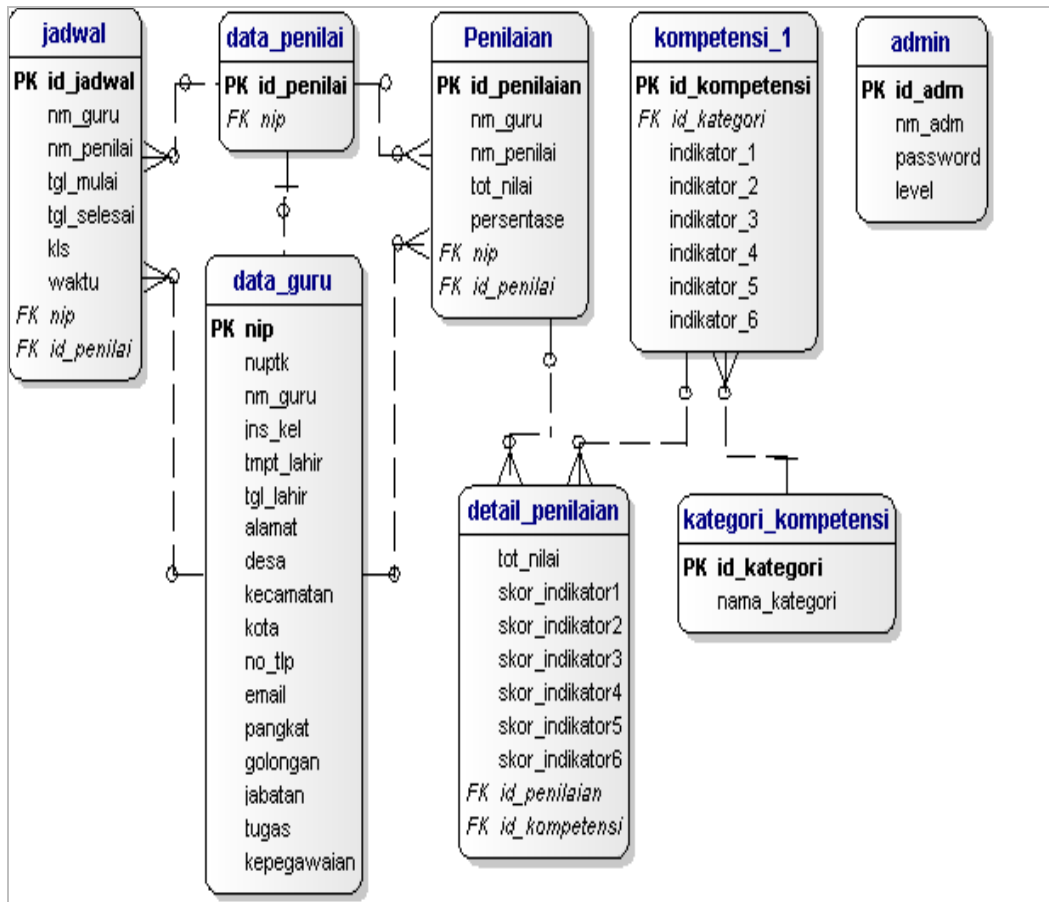 jadwal
PK id_jadwal
nm_guru
nm_penilai
tgl_mulai
tgl_selesai
kls
waktu
FK nip
FK id_penilai
data_penilai
PK id_penilai
FK nip
Penilaian
PK id_penilaian
nm_guru
nm_penilai
tot_nilai
persentase
FK nip
FK id_penilai
kompetensi_1
PK id_kompetensi
FK id_kategori
indikator_1
indikator_2
indikator_3
indikator_4
indikator_5
indikator_6
admin
PK id_adm
nm_adm
password
level
data_guru
PK nip
nuptk
nm_guru
jns_kel
tmpt_lahir
tgl_lahir
alamat
desa
kecamatan
kota
no_tlp
email
pangkat
golongan
jabatan
tugas
kepegawaian
detail_penilaian
tot_nilai
skor_indikator1
skor_indikator2
skor_indikator3
skor_indikator4
skor_indikator5
skor_indikator6
FK id_penilaian
FK id_kompetensi
kategori_kompetensi
PK id_kategori
nama_kategori